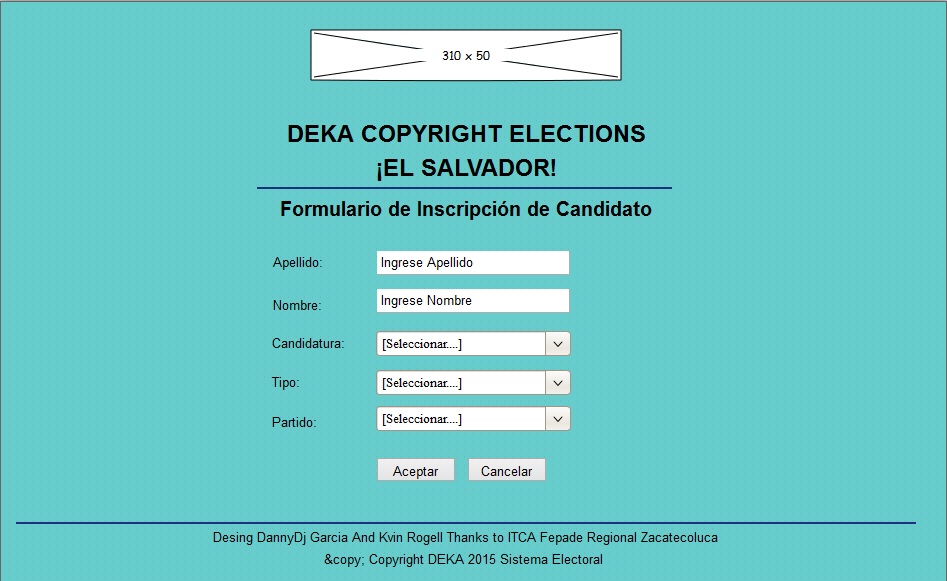 310 x 50
DEKA COPYRIGHT ELECTIONS
¡EL SALVADOR!
Formulario de Inscripción de Candidato
Apellido: Ingrese Apellido
Nombre: Ingrese Nombre
Candidatura: [Seleccionar....]
Tipo: [Seleccionar....]
Partido: [Seleccionar....]
Aceptar Cancelar
Desing DannyDj Garcia And Kvin Rogell Thanks to ITCA Fepade Regional Zacatecoluca
&copy; Copyright DEKA 2015 Sistema Electoral